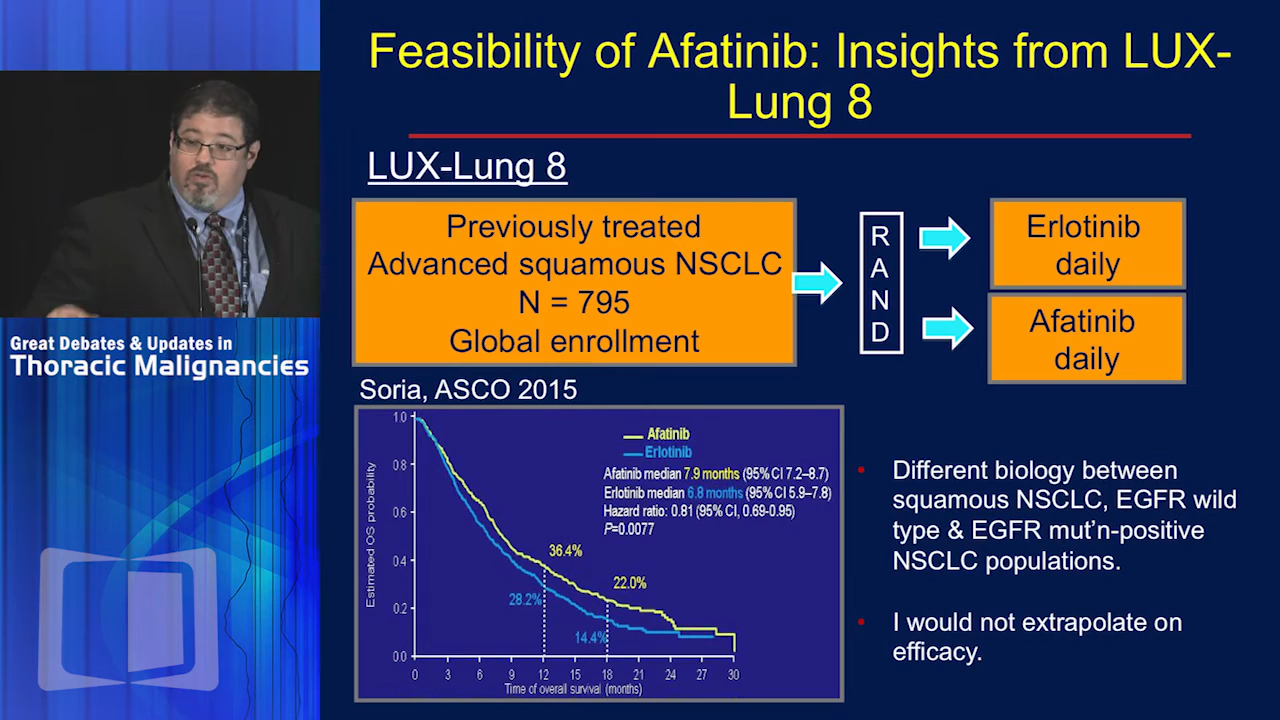 Feasibility of Afatinib: Insights from LUX-
Lung 8
LUX-Lung 8
Previously treated
Advanced squamous NSCLC
N = 795
Global enrollment
R
A
N
D
Erlotinib
daily
Afatinib
daily
Great Debates & Updates in
Thoracic Malignancies
Soria, ASCO 2015
Estimated OS probability
1.0
0.8
0.6
0.4
0.2
0.0
Afatinib
Erlotinib
Afatinib median 7.9 months (95% CI 7.2–8.7)
Erlotinib median 6.8 months (95% CI 5.9–7.8)
Hazard ratio: 0.81 (95% CI, 0.69-0.95)
P=0.0077
36.4%
28.2%
22.0%
14.4%
0 3 6 9 12 15 18 21 24 27 30
Time of overall survival (months)
• Different biology between
squamous NSCLC, EGFR wild
type & EGFR mut’n-positive
NSCLC populations.
• I would not extrapolate on
efficacy.